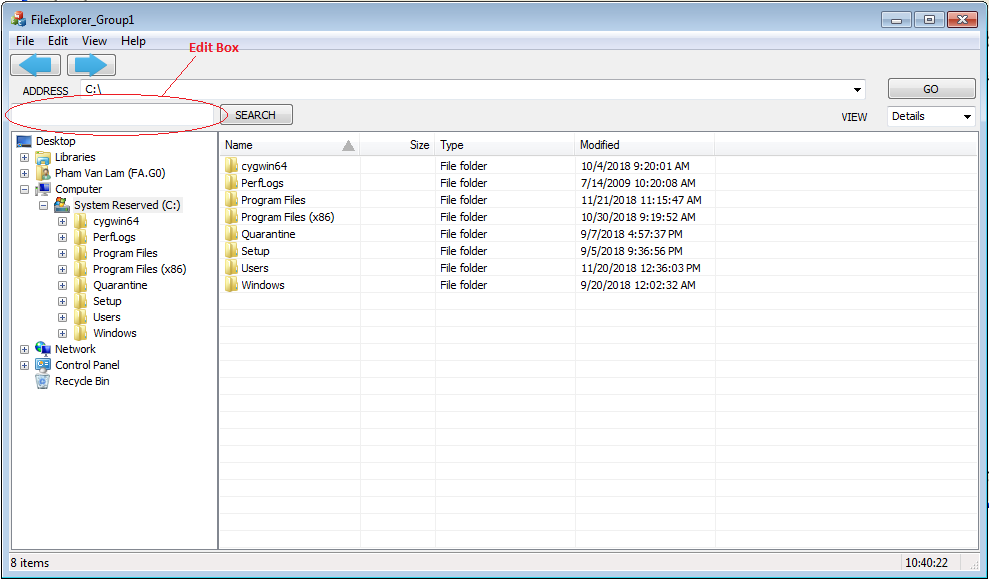 FileExplorer_Group1
File Edit View Help
Edit Box
ADDRESS C:\ GO
SEARCH VIEW Details
Desktop
Libraries
Pham Van Lam (FA.G0)
Computer
System Reserved (C:)
cygwin64
PerfLogs
Program Files
Program Files (x86)
Quarantine
Setup
Users
Windows
Network
Control Panel
Recycle Bin
Name Size Type Modified
cygwin64 File folder 10/4/2018 9:20:01 AM
PerfLogs File folder 7/14/2009 10:20:08 AM
Program Files File folder 11/21/2018 11:15:47 AM
Program Files (x86) File folder 10/30/2018 9:19:52 AM
Quarantine File folder 9/7/2018 4:57:37 PM
Setup File folder 9/5/2018 9:36:56 PM
Users File folder 11/20/2018 12:36:03 PM
Windows File folder 9/20/2018 12:02:32 AM
8 items 10:40:22